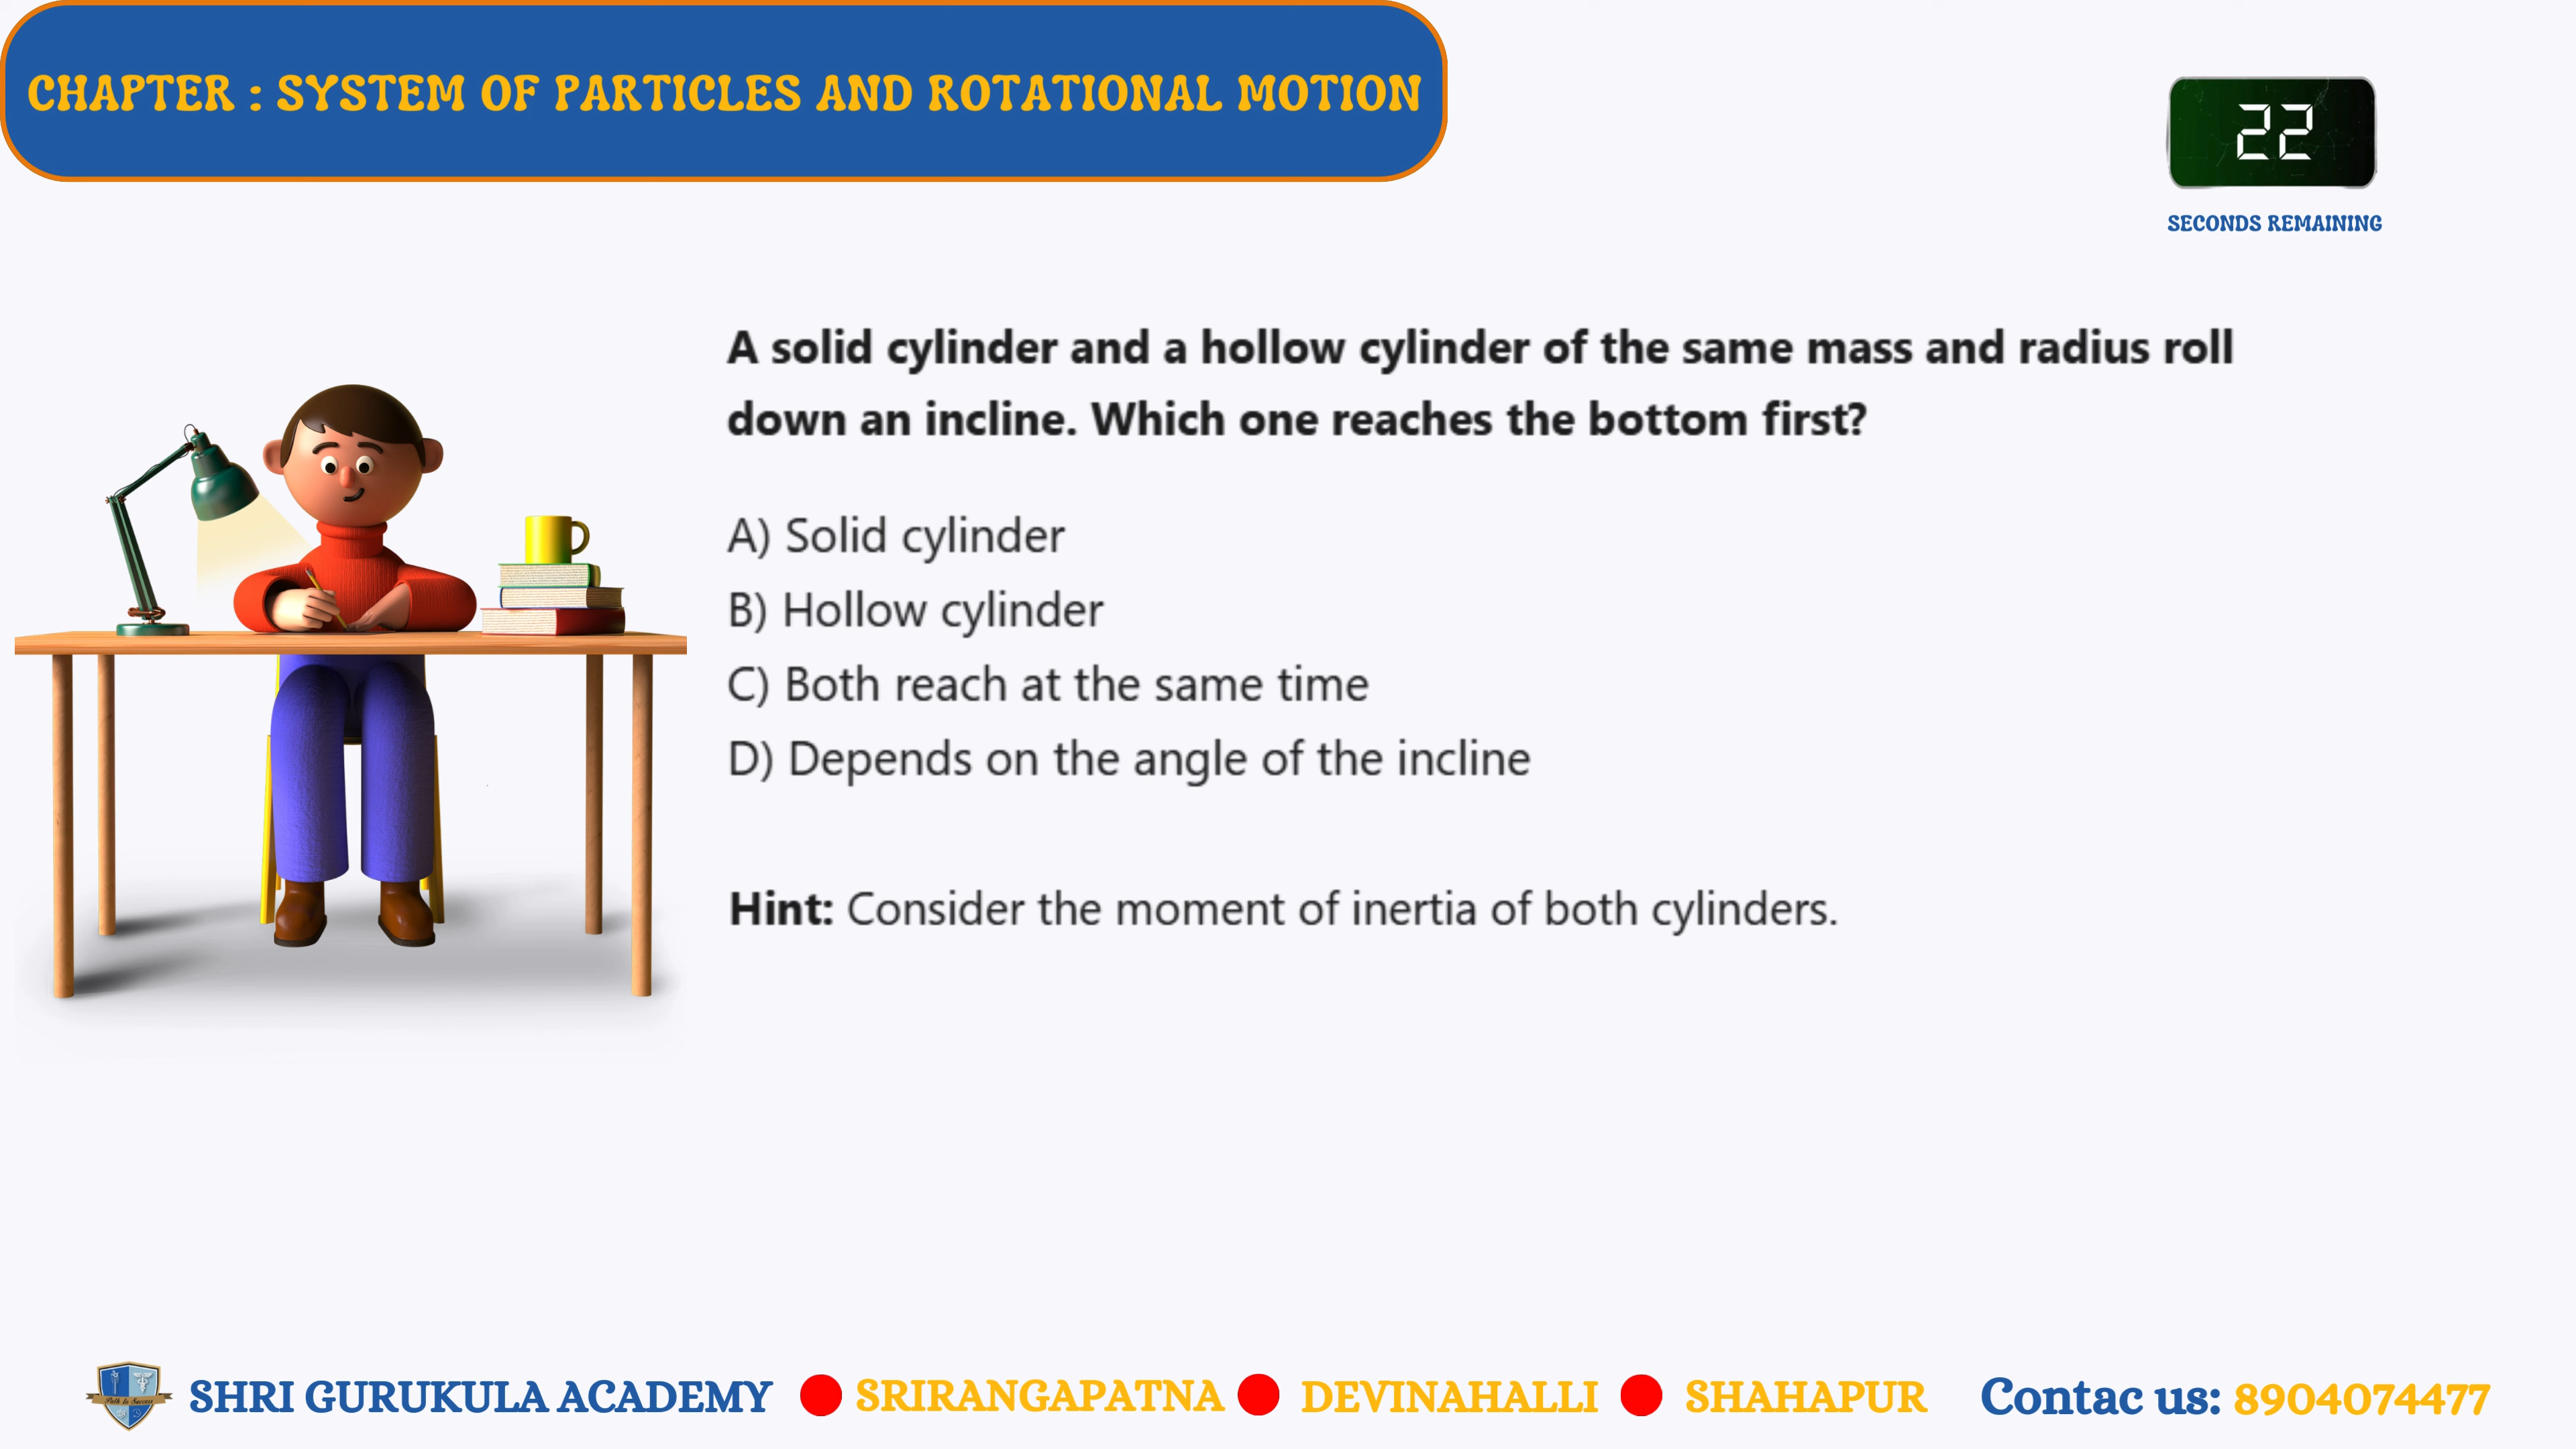 CHAPTER : SYSTEM OF PARTICLES AND ROTATIONAL MOTION
22
SECONDS REMAINING
A solid cylinder and a hollow cylinder of the same mass and radius roll
down an incline. Which one reaches the bottom first?
A) Solid cylinder
B) Hollow cylinder
C) Both reach at the same time
D) Depends on the angle of the incline
Hint: Consider the moment of inertia of both cylinders.
Path to Success
SHRI GURUKULA ACADEMY SRIRANGAPATNA DEVINAHALLI SHAHAPUR Contac us: 8904074477